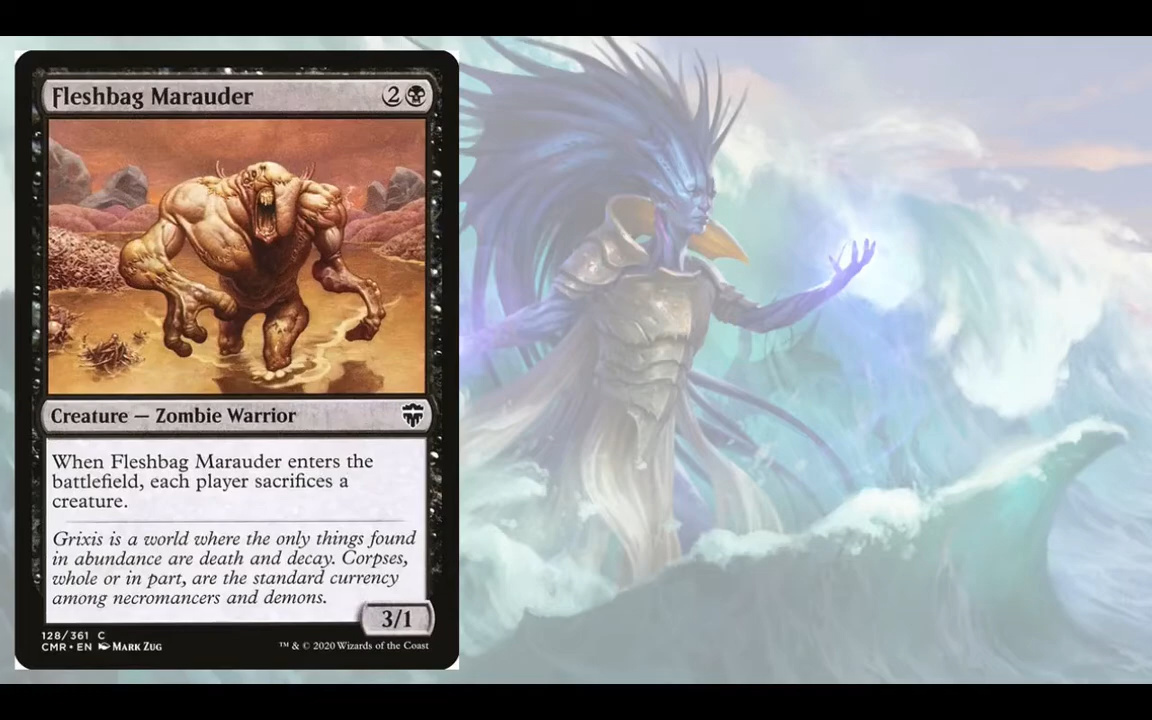 Fleshbag Marauder 2
Creature — Zombie Warrior
When Fleshbag Marauder enters the
battlefield, each player sacrifices a
creature.
Grixis is a world where the only things found
in abundance are death and decay. Corpses,
whole or in part, are the standard currency
among necromancers and demons.
3/1
128/361 C
CMR • EN Mark Zug
™ & © 2020 Wizards of the Coast